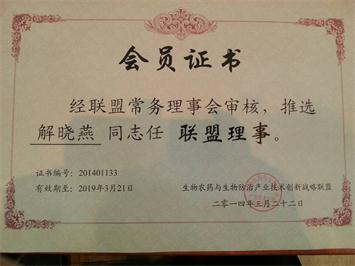 会员证书
经联盟常务理事会审核，推选
解晓燕 同志任 联盟理事。
证书编号：201401133
有效期至：2019年3月21日
生物农药与生物防治产业技术创新战略联盟
二〇一四年三月二十二日